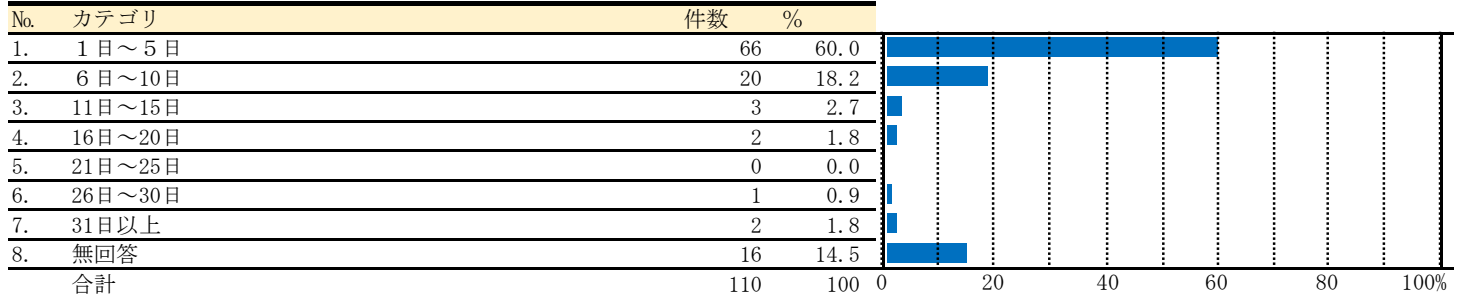 № カテゴリ 件数 %
1. 1日～5日 66 60.0
2. 6日～10日 20 18.2
3. 11日～15日 3 2.7
4. 16日～20日 2 1.8
5. 21日～25日 0 0.0
6. 26日～30日 1 0.9
7. 31日以上 2 1.8
8. 無回答 16 14.5
合計 110 100 0 20 40 60 80 100%